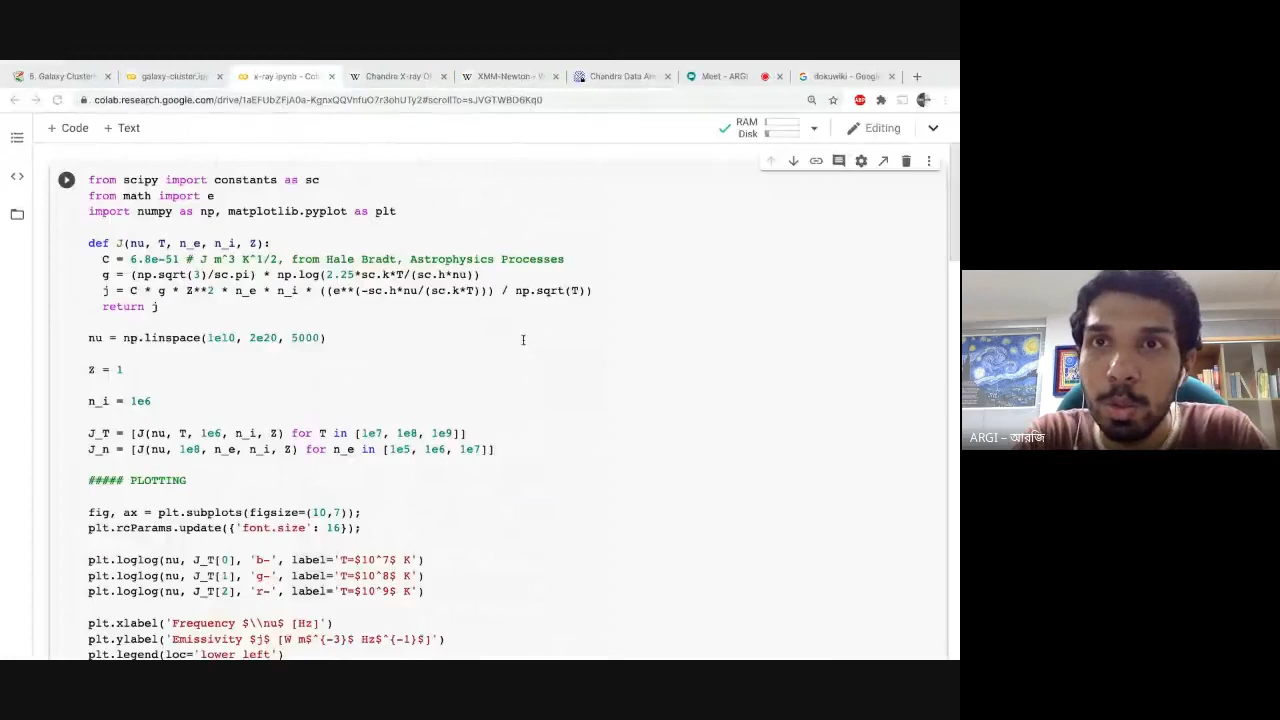 6. Galaxy Cluster
galaxy-cluster.ip
x-ray.ipynb - Col
Chandra X-ray O
XMM-Newton - W
Chandra Data Ar
Meet – ARGI
dokuwiki - Goog
colab.research.google.com/drive/1aEFUbZFjA0a-KgnxQQVnfuO7r3ohUTy2#scrollTo=sJVGTWBD6Kq0
+ Code + Text
RAM
Disk
Editing
from scipy import constants as sc
from math import e
import numpy as np, matplotlib.pyplot as plt
def J(nu, T, n_e, n_i, Z):
C = 6.8e-51 # J m^3 K^1/2, from Hale Bradt, Astrophysics Processes
g = (np.sqrt(3)/sc.pi) * np.log(2.25*sc.k*T/(sc.h*nu))
j = C * g * Z**2 * n_e * n_i * ((e**(-sc.h*nu/(sc.k*T))) / np.sqrt(T))
return j
nu = np.linspace(1e10, 2e20, 5000)
Z = 1
n_i = 1e6
J_T = [J(nu, T, 1e6, n_i, Z) for T in [1e7, 1e8, 1e9]]
J_n = [J(nu, 1e8, n_e, n_i, Z) for n_e in [1e5, 1e6, 1e7]]
##### PLOTTING
fig, ax = plt.subplots(figsize=(10,7));
plt.rcParams.update({'font.size': 16});
plt.loglog(nu, J_T[0], 'b-', label='T=$10^7$ K')
plt.loglog(nu, J_T[1], 'g-', label='T=$10^8$ K')
plt.loglog(nu, J_T[2], 'r-', label='T=$10^9$ K')
plt.xlabel('Frequency $\\nu$ [Hz]')
plt.ylabel('Emissivity $j$ [W m$^{-3}$ Hz$^{-1}$]')
plt.legend(loc='lower left')
ARGI – আরজি